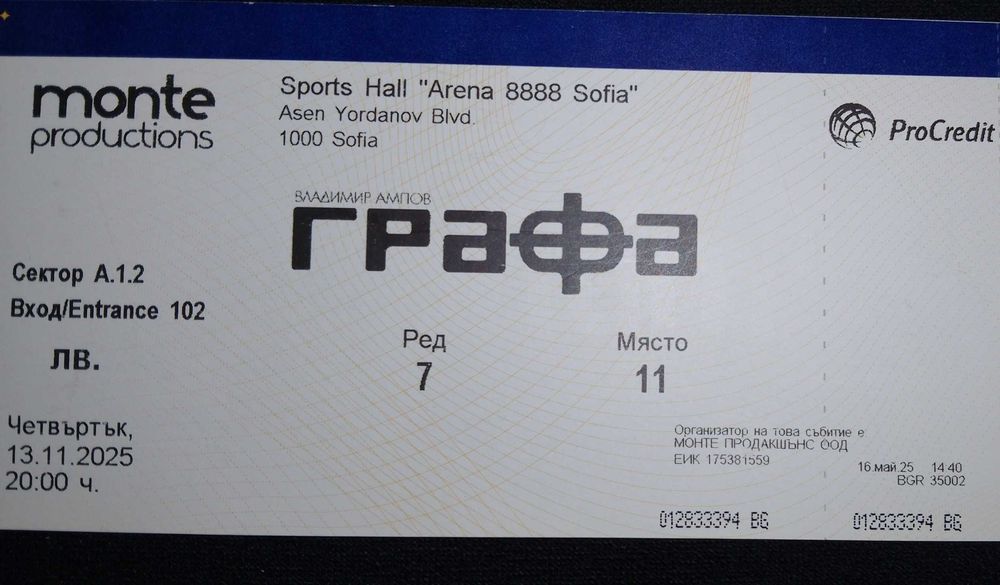 monte
productions
Sports Hall "Arena 8888 Sofia"
Asen Yordanov Blvd.
1000 Sofia
ProCredit
ВЛАДИМИР АМПОВ
графа
Сектор A.1.2
Вход/Entrance 102
лв.
Ред
7
Място
11
Четвъртък,
13.11.2025
20:00 ч.
Организатор на това събитие е
МОНТЕ ПРОДАКШЪНС ООД
ЕИК 175381559
16.май.25 14:40
BGR 35002
012833394 BG
012833394 BG